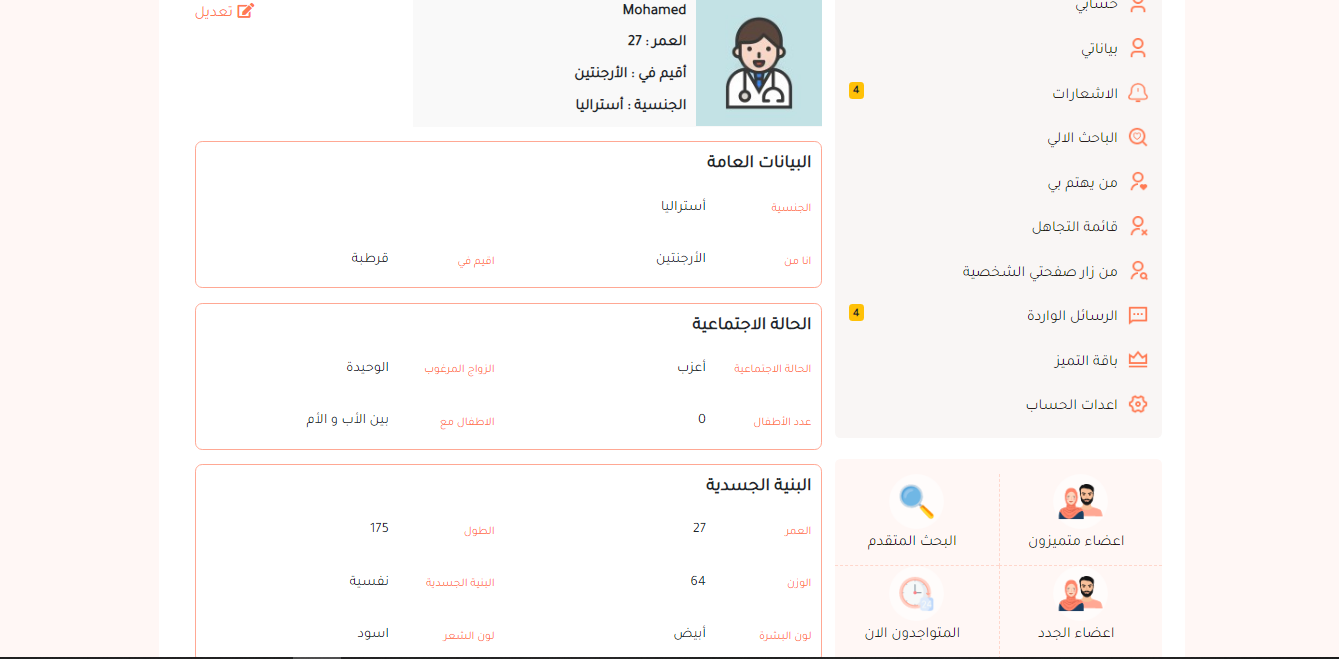 حسابي
بياناتي
الاشعارات 4
الباحث الالي
من يهتم بي
قائمة التجاهل
من زار صفحتي الشخصية
الرسائل الواردة 4
باقة التميز
اعدات الحساب
اعضاء متميزون
البحث المتقدم
اعضاء الجدد
المتواجدون الان
Mohamed
العمر : 27
أقيم في : الأرجنتين
الجنسية : أستراليا
تعديل
البيانات العامة
الجنسية أستراليا
انا من الأرجنتين اقيم في قرطبة
الحالة الاجتماعية
الحالة الاجتماعية أعزب الزواج المرغوب الوحيدة
عدد الأطفال 0 الاطفال مع بين الأب و الأم
البنية الجسدية
العمر 27 الطول 175
الوزن 64 البنية الجسدية نفسية
لون البشرة أبيض لون الشعر اسود